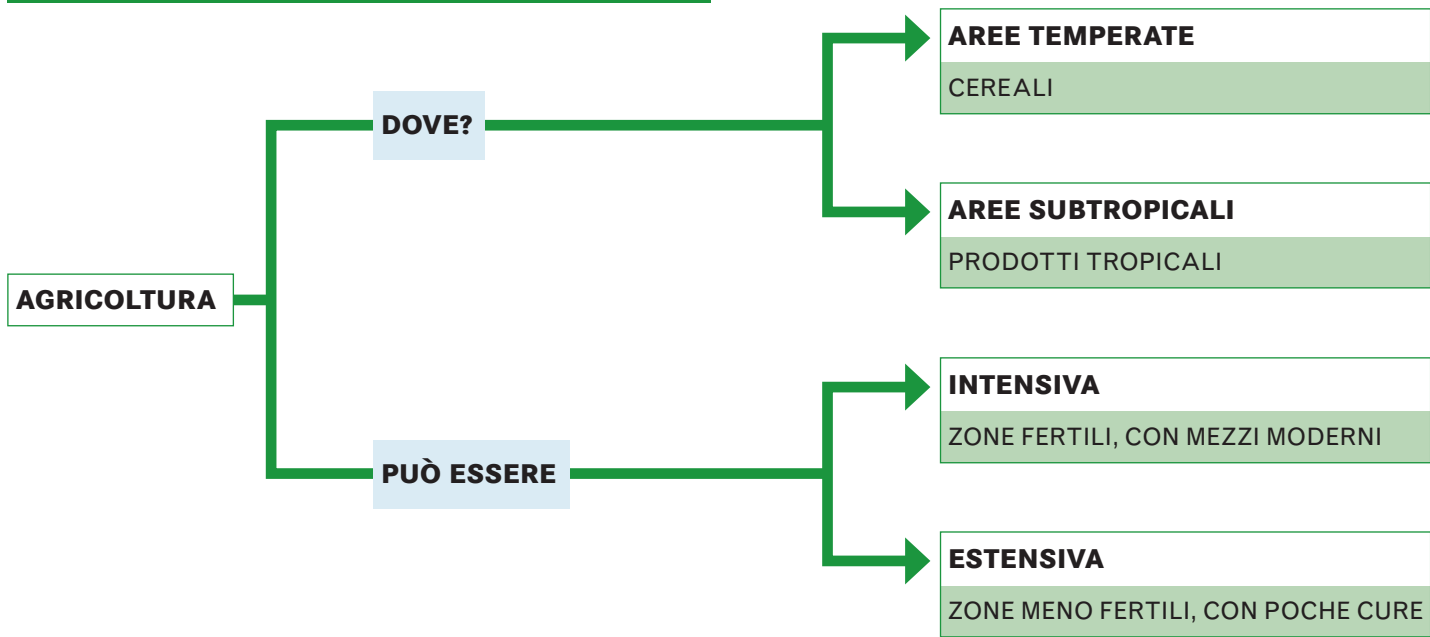 AGRICOLTURA
DOVE?
AREE TEMPERATE
CEREALI
AREE SUBTROPICALI
PRODOTTI TROPICALI
PUÒ ESSERE
INTENSIVA
ZONE FERTILI, CON MEZZI MODERNI
ESTENSIVA
ZONE MENO FERTILI, CON POCHE CURE